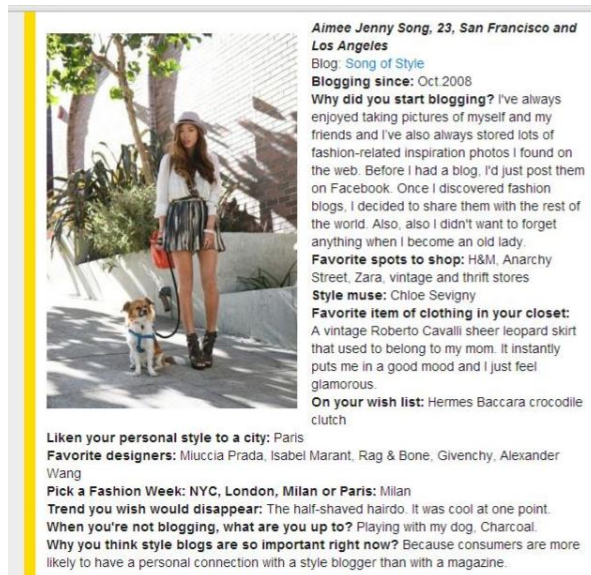 Aimee Jenny Song, 23, San Francisco and
Los Angeles
Blog: Song of Style
Blogging since: Oct.2008
Why did you start blogging? I've always
enjoyed taking pictures of myself and my
friends and I've also always stored lots of
fashion-related inspiration photos I found on
the web. Before I had a blog, I'd just post them
on Facebook. Once I discovered fashion
blogs, I decided to share them with the rest of
the world. Also, also I didn't want to forget
anything when I become an old lady.
Favorite spots to shop: H&M, Anarchy
Street, Zara, vintage and thrift stores
Style muse: Chloe Sevigny
Favorite item of clothing in your closet:
A vintage Roberto Cavalli sheer leopard skirt
that used to belong to my mom. It instantly
puts me in a good mood and I just feel
glamorous.
On your wish list: Hermes Baccara crocodile
clutch
Liken your personal style to a city: Paris
Favorite designers: Miuccia Prada, Isabel Marant, Rag & Bone, Givenchy, Alexander
Wang
Pick a Fashion Week: NYC, London, Milan or Paris: Milan
Trend you wish would disappear: The half-shaved hairdo. It was cool at one point.
When you're not blogging, what are you up to? Playing with my dog, Charcoal.
Why you think style blogs are so important right now? Because consumers are more
likely to have a personal connection with a style blogger than with a magazine.